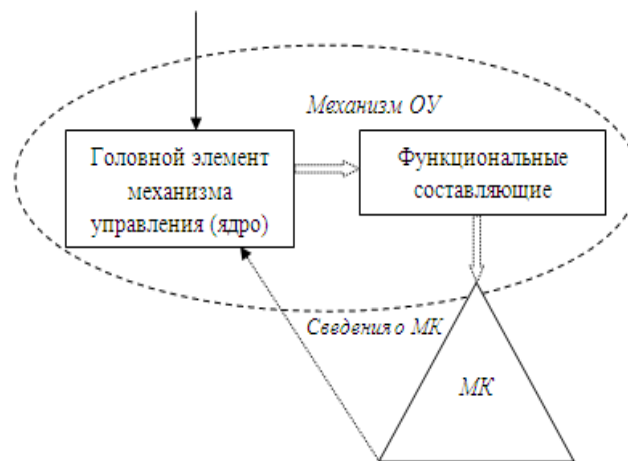 Механизм ОУ
Головной элемент
механизма
управления (ядро)
Функциональные
составляющие
Сведения о МК
МК